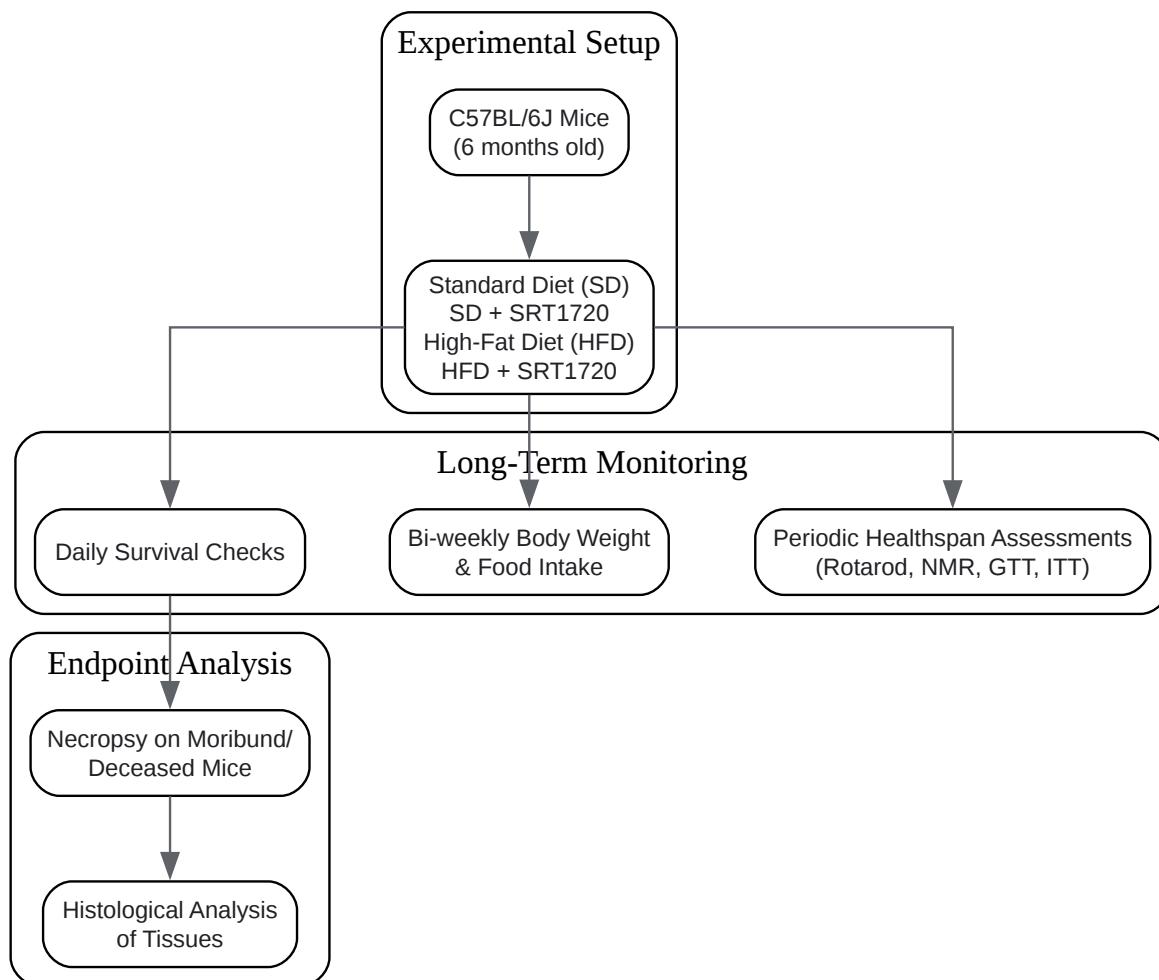 Experimental Setup
C57BL/6J Mice
(6 months old)
Standard Diet (SD)
SD + SRT1720
High-Fat Diet (HFD)
HFD + SRT1720
Long-Term Monitoring
Daily Survival Checks
Bi-weekly Body Weight
& Food Intake
Periodic Healthspan Assessments
(Rotarod, NMR, GTT, ITT)
Endpoint Analysis
Necropsy on Moribund/
Deceased Mice
Histological Analysis
of Tissues